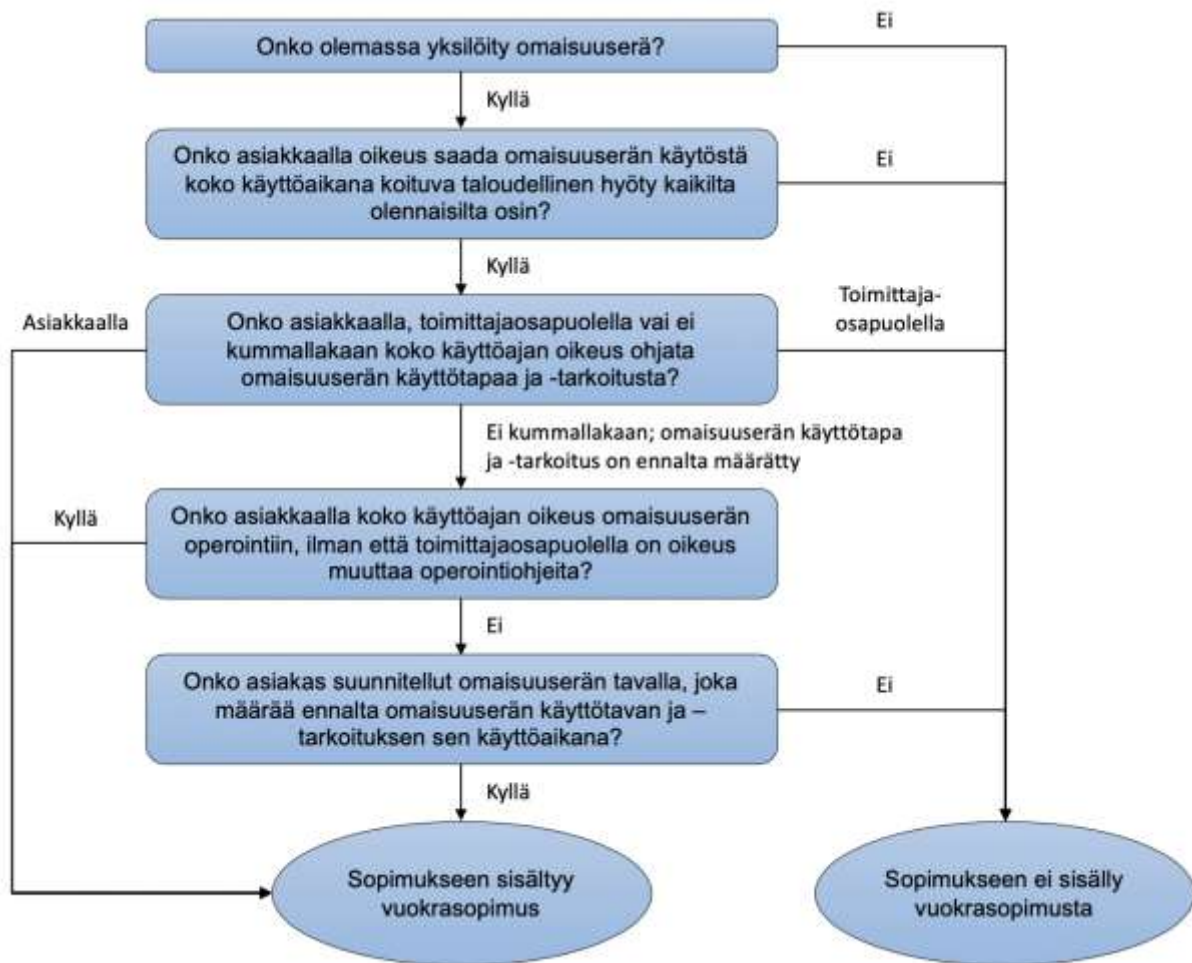 Ei
Onko olemassa yksilöity omaisuuserä?
Kyllä
Onko asiakkaalla oikeus saada omaisuuserän käytöstä
koko käyttöaikana koituva taloudellinen hyöty kaikilta
olennaisilta osin?
Ei
Kyllä
Asiakkaalla
Onko asiakkaalla, toimittajaosapuolella vai ei
kummallakaan koko käyttöajan oikeus ohjata
omaisuuserän käyttötapaa ja -tarkoitusta?
Toimittaja-
osapuolella
Ei kummallakaan; omaisuuserän käyttötapa
ja -tarkoitus on ennalta määrätty
Kyllä
Onko asiakkaalla koko käyttöajan oikeus omaisuuserän
operointiin, ilman että toimittajaosapuolella on oikeus
muuttaa operointiohjeita?
Ei
Onko asiakas suunnitellut omaisuuserän tavalla, joka
määrää ennalta omaisuuserän käyttötavan ja –
tarkoituksen sen käyttöaikana?
Ei
Kyllä
Sopimukseen sisältyy
vuokrasopimus
Sopimukseen ei sisälly
vuokrasopimusta